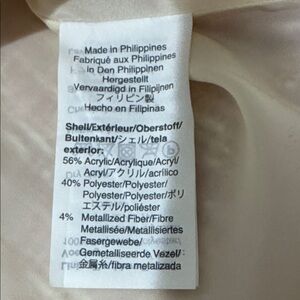 Made in Philippines
Fabriqué aux Philippines
In Den Philippinen
Hergestellt
Vervaardigd in Filipijnen
フィリピン製
Hecho en Filipinas
Shell/Extérieur/Oberstoff/
Buitenkant/シェル/tela
exterior:
56% Acrylic/Acrylique/Acryl/
Acryl/アクリル/acrílico
40% Polyester/Polyester/
Polyester/Polyester/ポリ
エステル/poliéster
4% Metallized Fiber/Fibre
Metallisée/Metallisiertes
Fasergewebe/
Gemetalliseerde Vezel/
金属糸/fibra metalizada